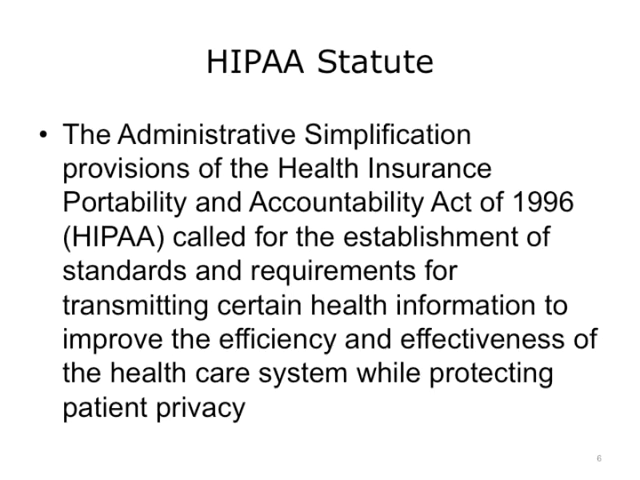 HIPAA Statute
• The Administrative Simplification
provisions of the Health Insurance
Portability and Accountability Act of 1996
(HIPAA) called for the establishment of
standards and requirements for
transmitting certain health information to
improve the efficiency and effectiveness of
the health care system while protecting
patient privacy
6